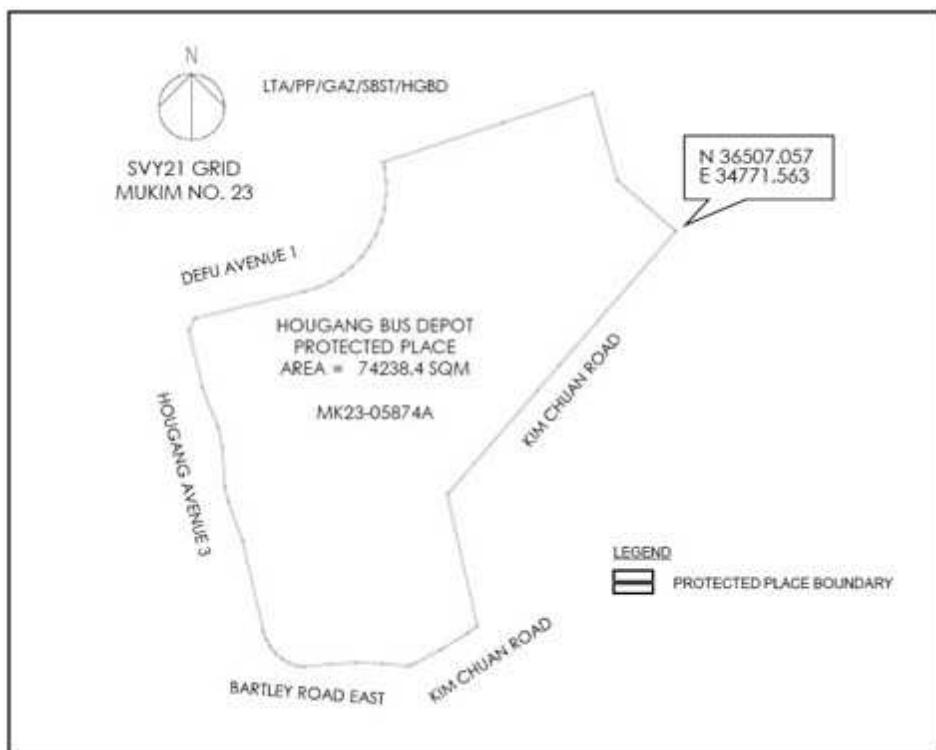 N
LTA/PP/GAZ/SBST/HGBD
SVY21 GRID
MUKIM NO. 23
N 36507.057
E 34771.563
DEFU AVENUE 1
HOUGANG BUS DEPOT
PROTECTED PLACE
AREA = 74238.4 SQM
MK23-05874A
KIM CHUAN ROAD
HOUGANG AVENUE 3
LEGEND
PROTECTED PLACE BOUNDARY
KIM CHUAN ROAD
BARTLEY ROAD EAST